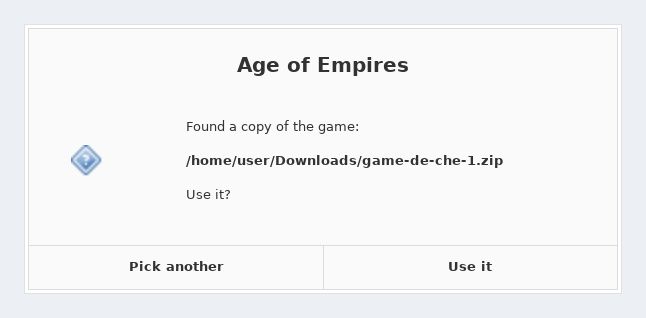 Age of Empires
Found a copy of the game:
/home/user/Downloads/game-de-che-1.zip
Use it?
Pick another
Use it